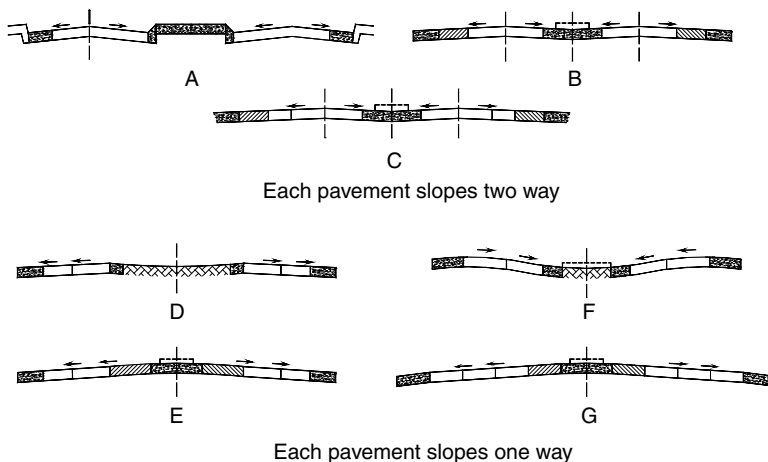 A
B
C
Each pavement slopes two way
D
F
E
G
Each pavement slopes one way